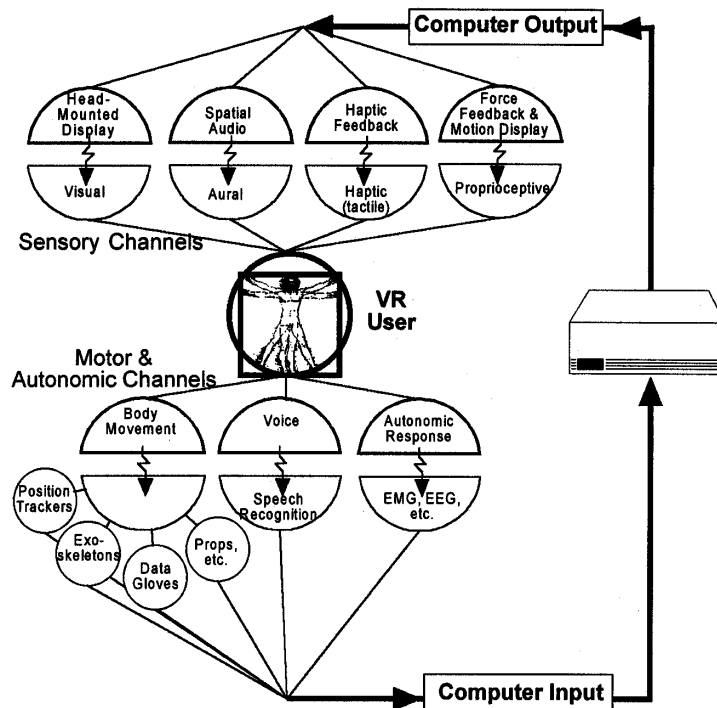 Computer Output
Head-
Mounted
Display
Spatial
Audio
Haptic
Feedback
Force
Feedback &
Motion Display
Visual
Aural
Haptic
(tactile)
Proprioceptive
Sensory Channels
VR
User
Motor &
Autonomic Channels
Body
Movement
Voice
Autonomic
Response
Position
Trackers
Exo-
skeletons
Data
Gloves
Props,
etc.
Speech
Recognition
EMG, EEG,
etc.
Computer Input